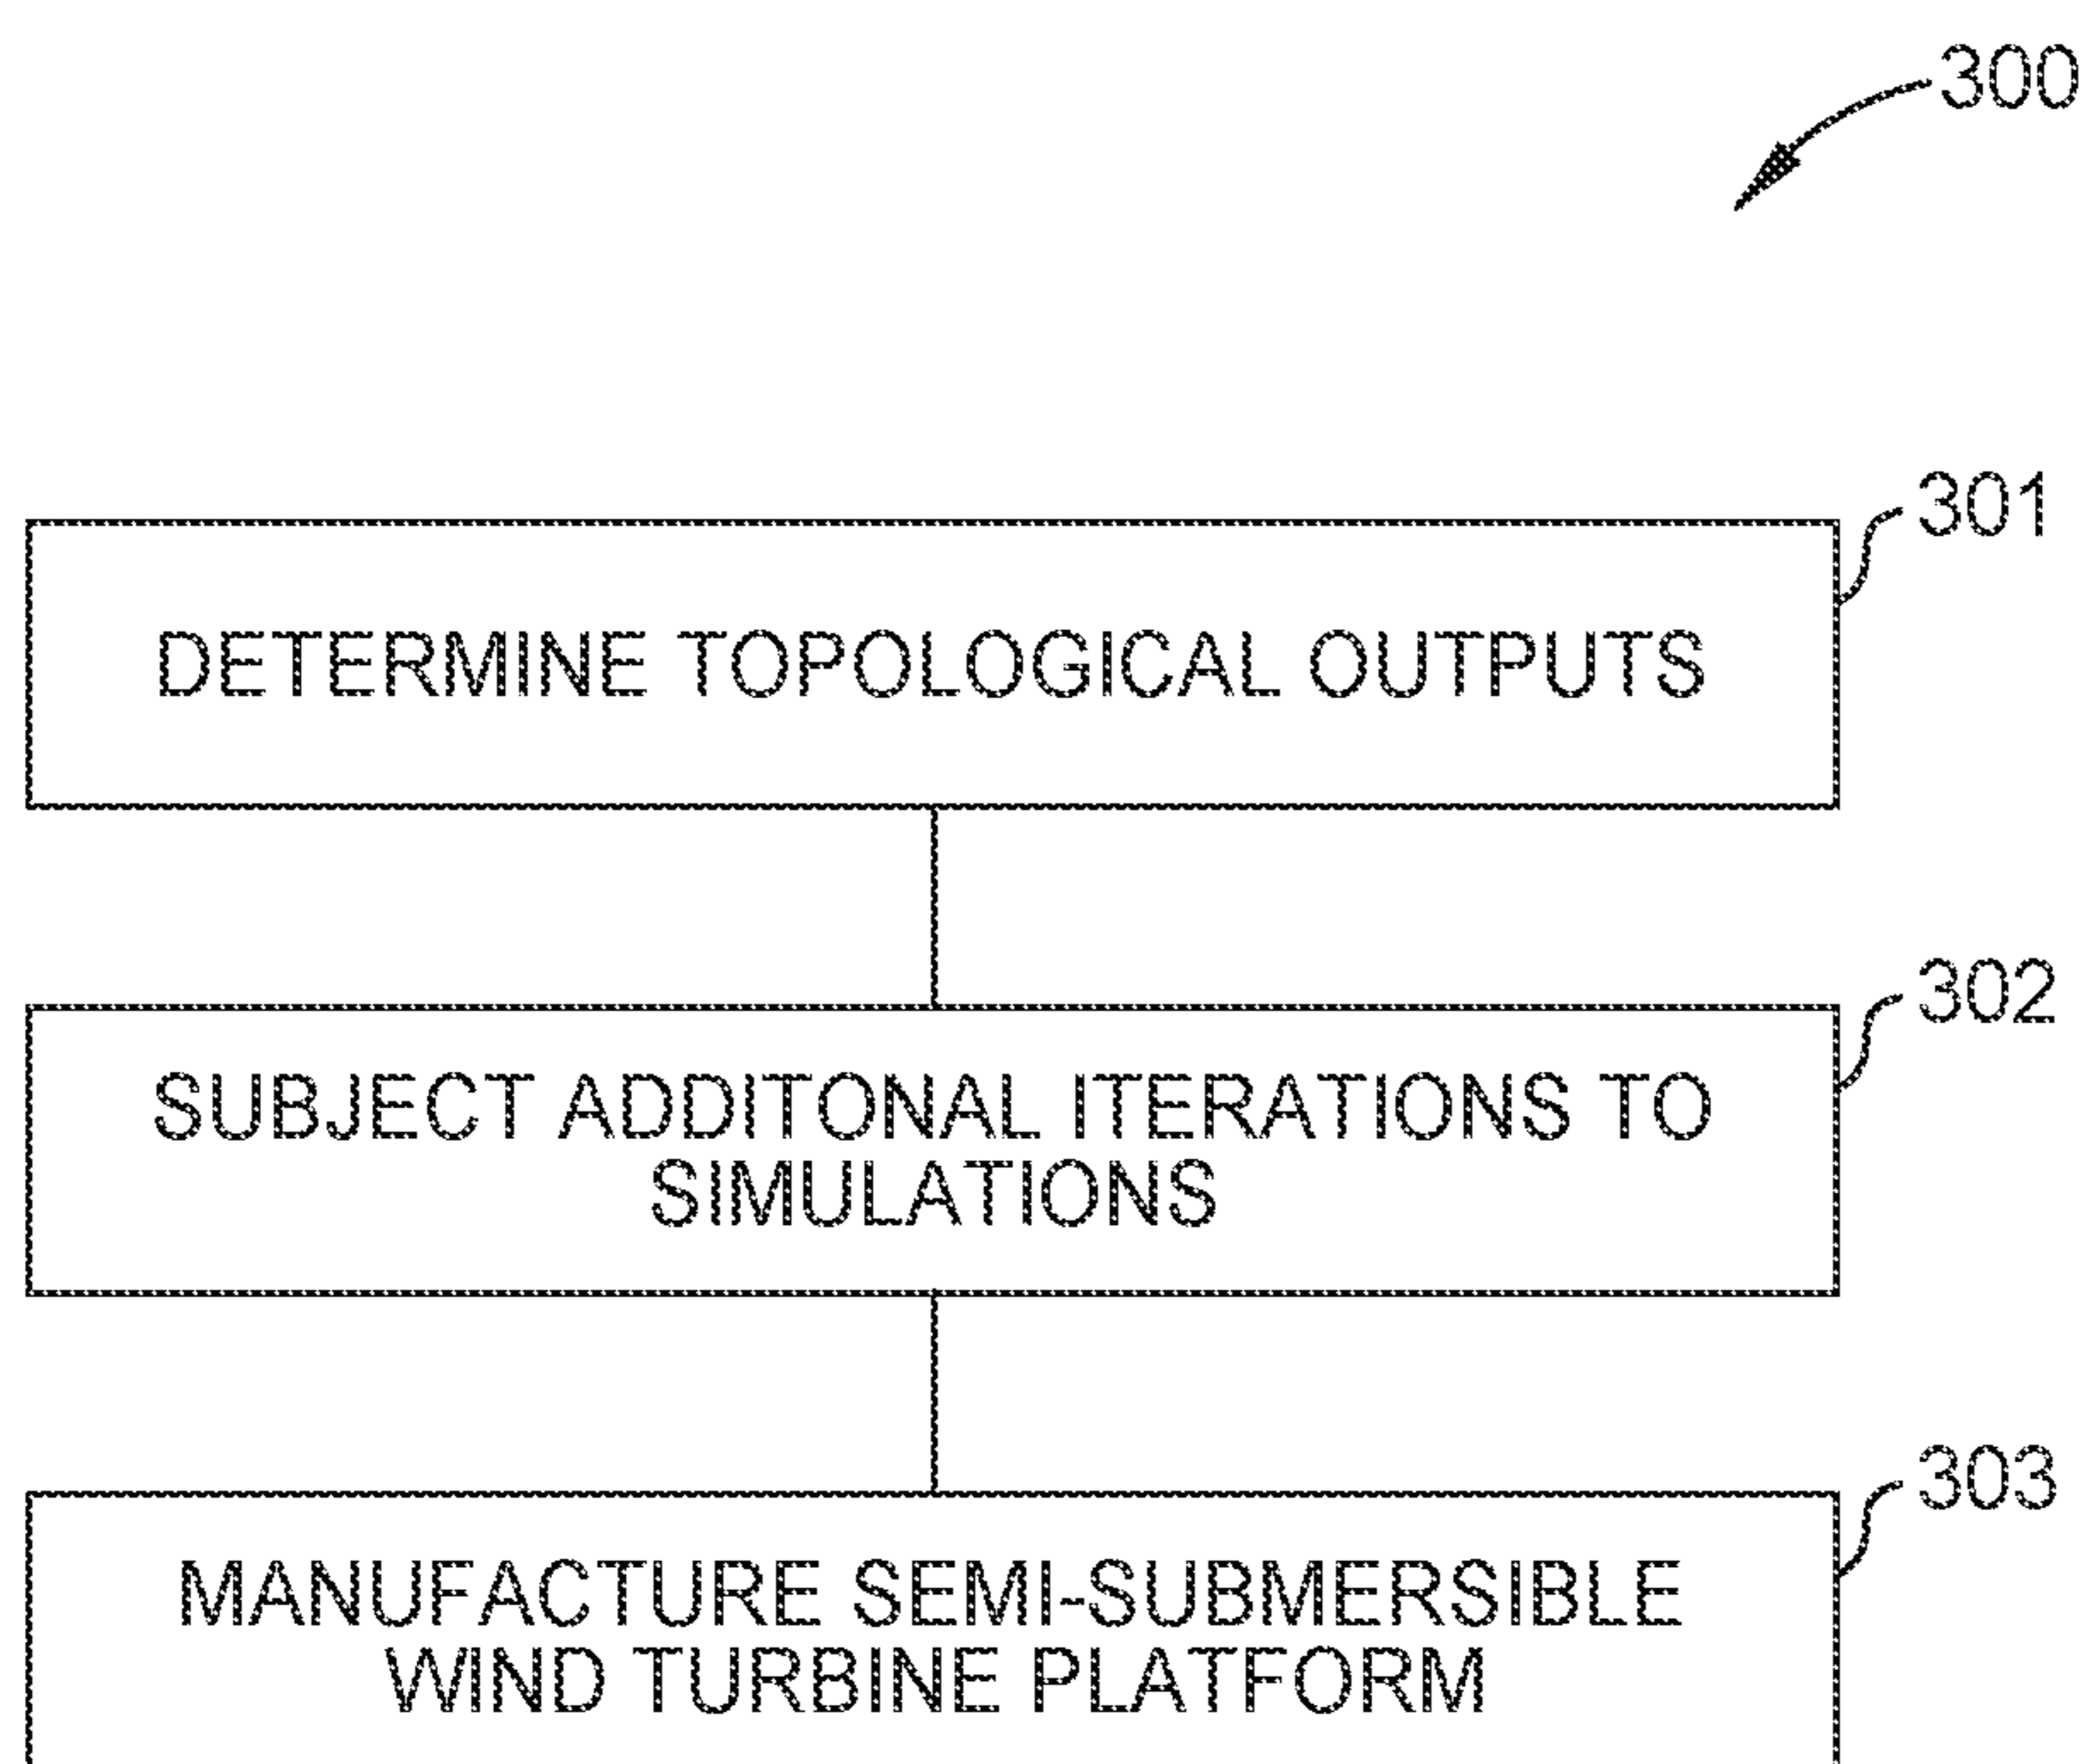 300
301
DETERMINE TOPOLOGICAL OUTPUTS
302
SUBJECT ADDITONAL ITERATIONS TO
SIMULATIONS
303
MANUFACTURE SEMI-SUBMERSIBLE
WIND TURBINE PLATFORM